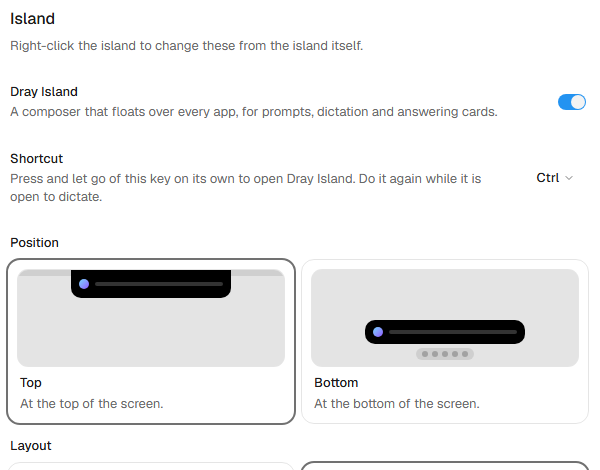 Island
Right-click the island to change these from the island itself.
Dray Island
A composer that floats over every app, for prompts, dictation and answering cards.
Shortcut
Press and let go of this key on its own to open Dray Island. Do it again while it is
open to dictate.
Ctrl
Position
Top
At the top of the screen.
Bottom
At the bottom of the screen.
Layout